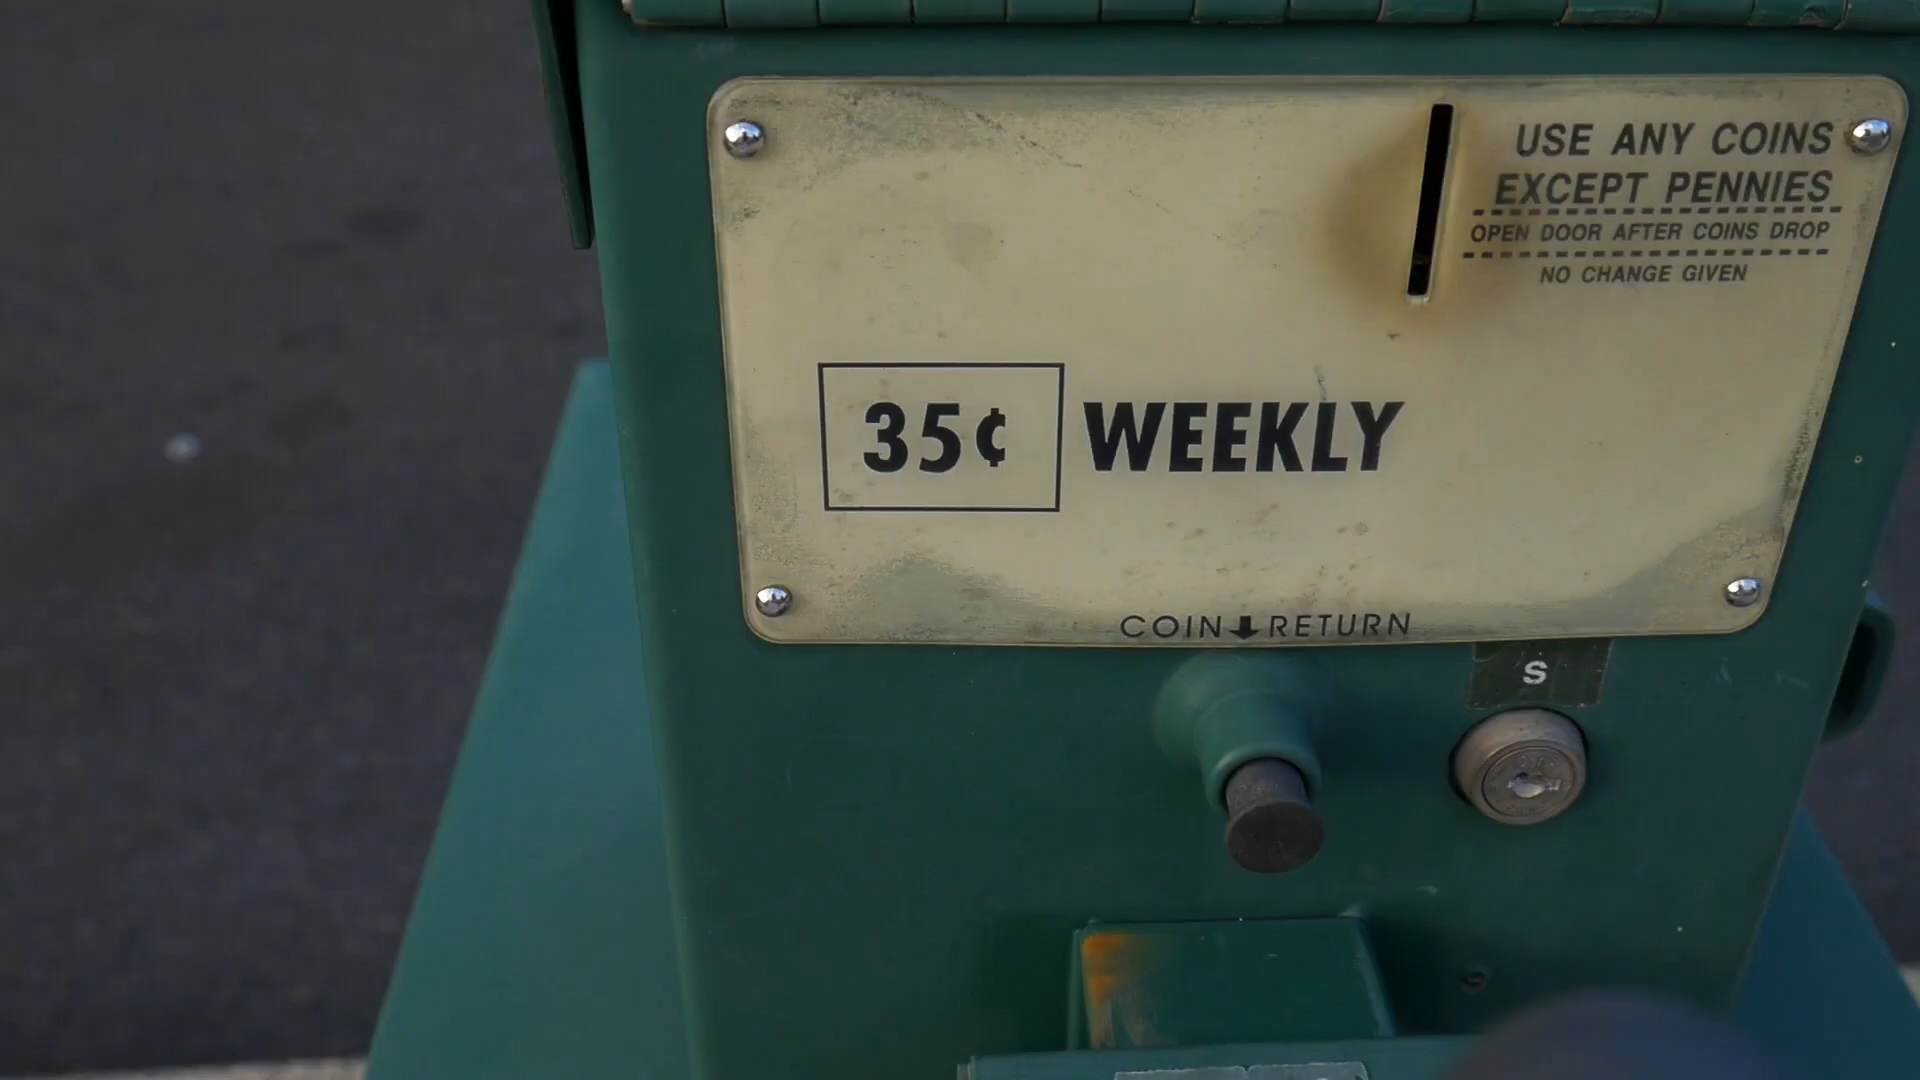 USE ANY COINS
EXCEPT PENNIES
OPEN DOOR AFTER COINS DROP
NO CHANGE GIVEN
35¢ WEEKLY
COIN RETURN
S